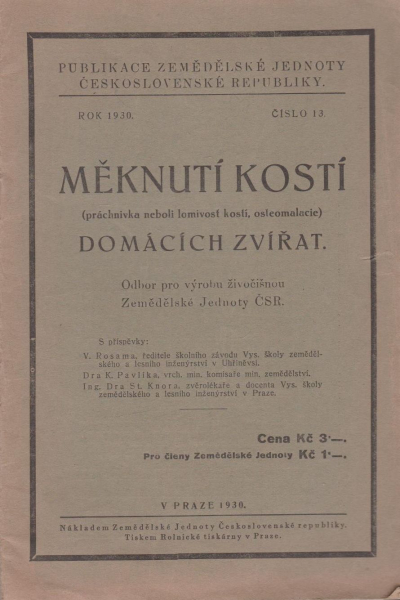 PUBLIKACE ZEMĚDĚLSKÉ JEDNOTY
ČESKOSLOVENSKÉ REPUBLIKY.
ROK 1930. ČÍSLO 13.
MĚKNUTÍ KOSTÍ
(práchnivka neboli lomivost kostí, osteomalacie)
DOMÁCÍCH ZVÍŘAT.
Odbor pro výrobu živočišnou
Zemědělské Jednoty ČSR.
S příspěvky:
V. Rosama, ředitele školního závodu Vys. školy zeměděl-
ského a lesního inženýrství v Uhříněvsi.
Dra K. Pavlíka, vrch. min. komisaře min. zemědělství.
Ing. Dra St. Knora, zvěrolékaře a docenta Vys. školy
zemědělského a lesního inženýrství v Praze.
Cena Kč 3·—.
Pro členy Zemědělské Jednoty Kč 1·—.
V PRAZE 1930.
Nákladem Zemědělské Jednoty Československé republiky.
Tiskem Rolnické tiskárny v Praze.